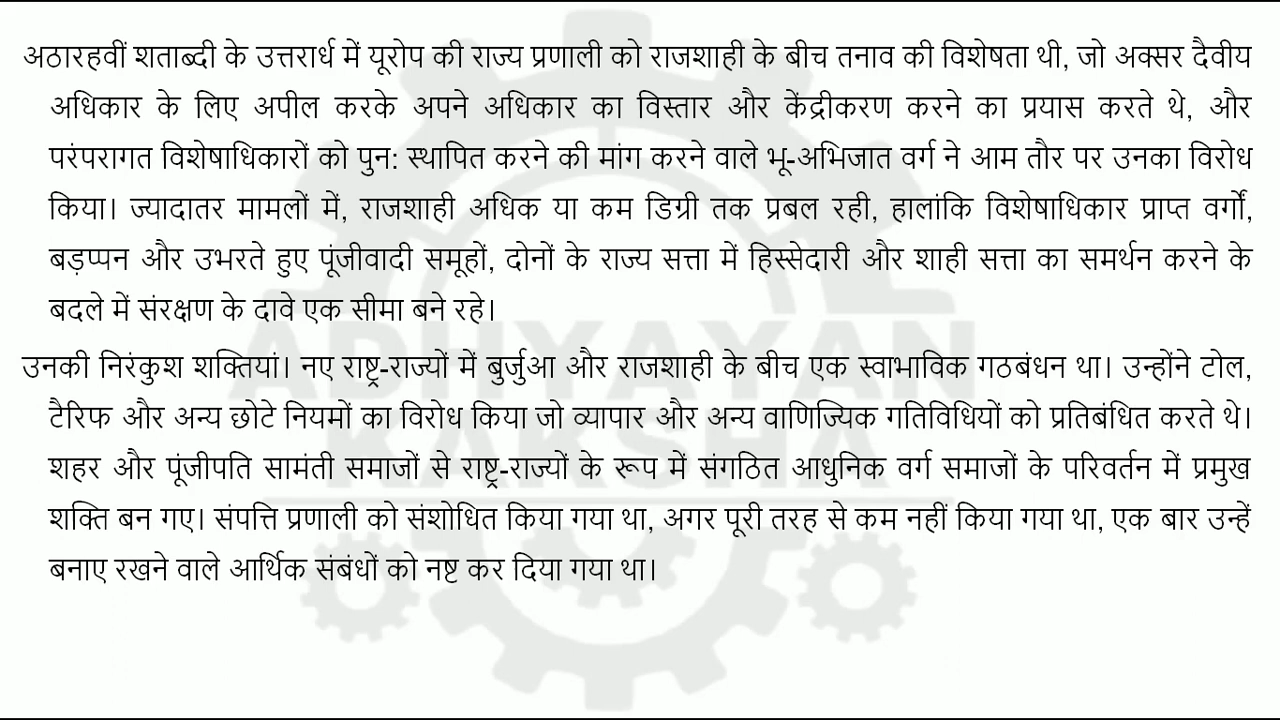 अठारहवीं शताब्दी के उत्तरार्ध में यूरोप की राज्य प्रणाली को राजशाही के बीच तनाव की विशेषता थी, जो अक्सर दैवीय
अधिकार के लिए अपील करके अपने अधिकार का विस्तार और केंद्रीकरण करने का प्रयास करते थे, और
परंपरागत विशेषाधिकारों को पुन: स्थापित करने की मांग करने वाले भू-अभिजात वर्ग ने आम तौर पर उनका विरोध
किया। ज्यादातर मामलों में, राजशाही अधिक या कम डिग्री तक प्रबल रही, हालांकि विशेषाधिकार प्राप्त वर्गों,
बड़प्पन और उभरते हुए पूंजीवादी समूहों, दोनों के राज्य सत्ता में हिस्सेदारी और शाही सत्ता का समर्थन करने के
बदले में संरक्षण के दावे एक सीमा बने रहे।
उनकी निरंकुश शक्तियां। नए राष्ट्र-राज्यों में बुर्जुआ और राजशाही के बीच एक स्वाभाविक गठबंधन था। उन्होंने टोल,
टैरिफ और अन्य छोटे नियमों का विरोध किया जो व्यापार और अन्य वाणिज्यिक गतिविधियों को प्रतिबंधित करते थे।
शहर और पूंजीपति सामंती समाजों से राष्ट्र-राज्यों के रूप में संगठित आधुनिक वर्ग समाजों के परिवर्तन में प्रमुख
शक्ति बन गए। संपत्ति प्रणाली को संशोधित किया गया था, अगर पूरी तरह से कम नहीं किया गया था, एक बार उन्हें
बनाए रखने वाले आर्थिक संबंधों को नष्ट कर दिया गया था।
ADHYAYAN
KAKSHA